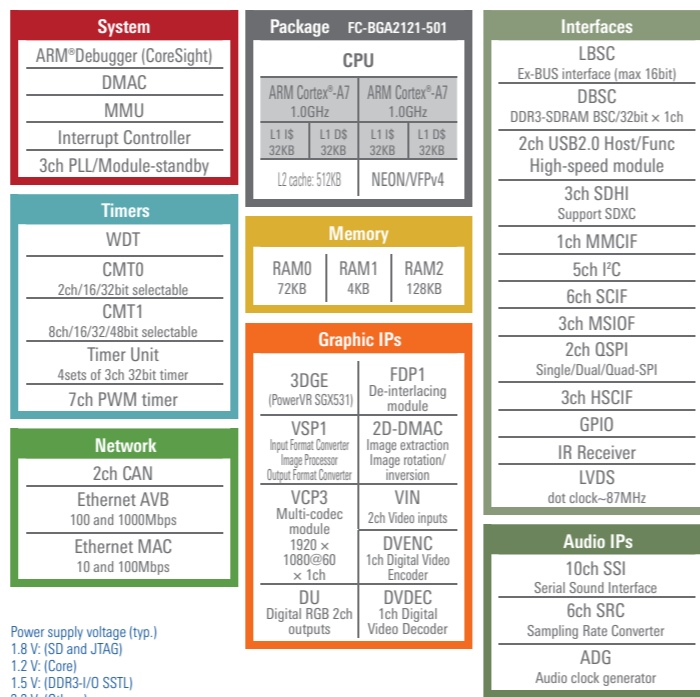 System
ARM®Debugger (CoreSight)
DMAC
MMU
Interrupt Controller
3ch PLL/Module-standby
Timers
WDT
CMT0
2ch/16/32bit selectable
CMT1
8ch/16/32/48bit selectable
Timer Unit
4sets of 3ch 32bit timer
7ch PWM timer
Network
2ch CAN
Ethernet AVB
100 and 1000Mbps
Ethernet MAC
10 and 100Mbps
Power supply voltage (typ.)
1.8 V: (SD and JTAG)
1.2 V: (Core)
1.5 V: (DDR3-I/O SSTL)
Package FC-BGA2121-501
CPU
ARM Cortex®-A7
1.0GHz
ARM Cortex®-A7
1.0GHz
L1 I$
32KB
L1 D$
32KB
L1 I$
32KB
L1 D$
32KB
L2 cache: 512KB
NEON/VFPv4
Memory
RAM0
72KB
RAM1
4KB
RAM2
128KB
Graphic IPs
3DGE
(PowerVR SGX531)
FDP1
De-interlacing
module
VSP1
Input Format Converter
Image Processor
Output Format Converter
2D-DMAC
Image extraction
Image rotation/
inversion
VCP3
Multi-codec
module
1920 ×
1080@60
× 1ch
VIN
2ch Video inputs
DVENC
1ch Digital Video
Encoder
DU
Digital RGB 2ch
outputs
DVDEC
1ch Digital
Video Decoder
Interfaces
LBSC
Ex-BUS interface (max 16bit)
DBSC
DDR3-SDRAM BSC/32bit × 1ch
2ch USB2.0 Host/Func
High-speed module
3ch SDHI
Support SDXC
1ch MMCIF
5ch I²C
6ch SCIF
3ch MSIOF
2ch QSPI
Single/Dual/Quad-SPI
3ch HSCIF
GPIO
IR Receiver
LVDS
dot clock~87MHz
Audio IPs
10ch SSI
Serial Sound Interface
6ch SRC
Sampling Rate Converter
ADG
Audio clock generator